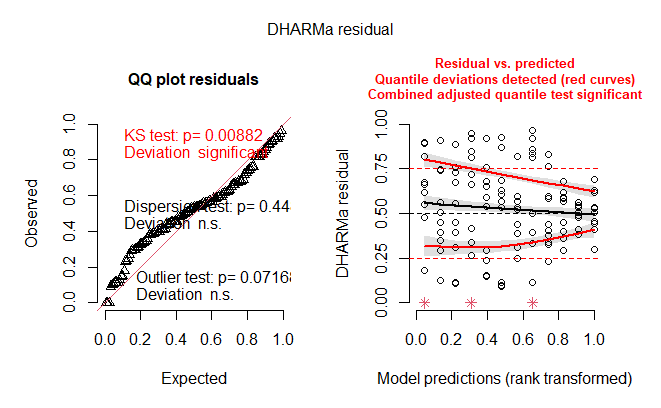 DHARMa residual
QQ plot residuals
KS test: p= 0.00882
Deviation significant
Dispersion test: p= 0.44
Deviation n.s.
Outlier test: p= 0.07168
Deviation n.s.
Observed
0.0 0.2 0.4 0.6 0.8 1.0
0.0 0.2 0.4 0.6 0.8 1.0
Expected
Residual vs. predicted
Quantile deviations detected (red curves)
Combined adjusted quantile test significant
DHARMa residual
0.00 0.25 0.50 0.75 1.00
0.0 0.2 0.4 0.6 0.8 1.0
Model predictions (rank transformed)